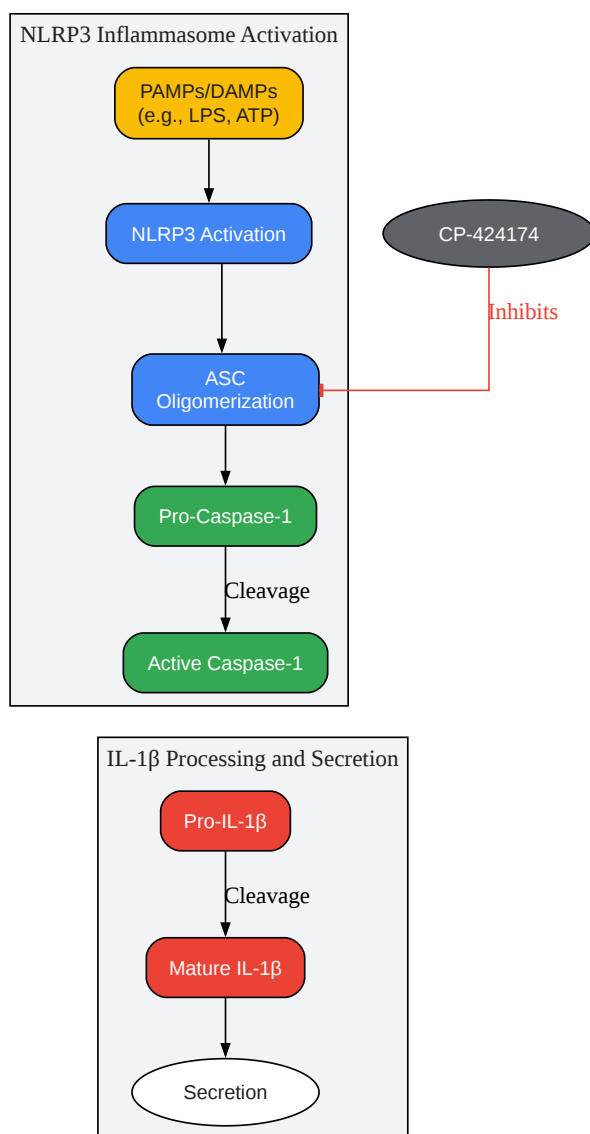 NLRP3 Inflammasome Activation
PAMPs/DAMPs
(e.g., LPS, ATP)
NLRP3 Activation
CP-424174
Inhibits
ASC
Oligomerization
Pro-Caspase-1
Cleavage
Active Caspase-1
IL-1β Processing and Secretion
Pro-IL-1β
Cleavage
Mature IL-1β
Secretion